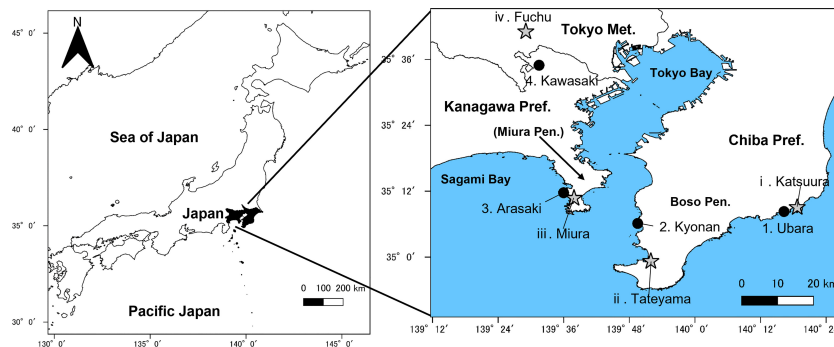 N
45° 0′
40° 0′
35° 0′
30° 0′
130° 0′
135° 0′
140° 0′
145° 0′
Sea of Japan
Japan
Pacific Japan
0 100 200 km
iv. Fuchu
Tokyo Met.
4. Kawasaki
Tokyo Bay
Kanagawa Pref.
(Miura Pen.)
Chiba Pref.
Sagami Bay
i. Katsuura
Boso Pen.
3. Arasaki
iii. Miura
2. Kyonan
1. Ubara
ii. Tateyama
0 10 20 km
35° 36′
35° 24′
35° 12′
35° 0′
139° 12′
139° 24′
139° 36′
139° 48′
140° 0′
140° 12′